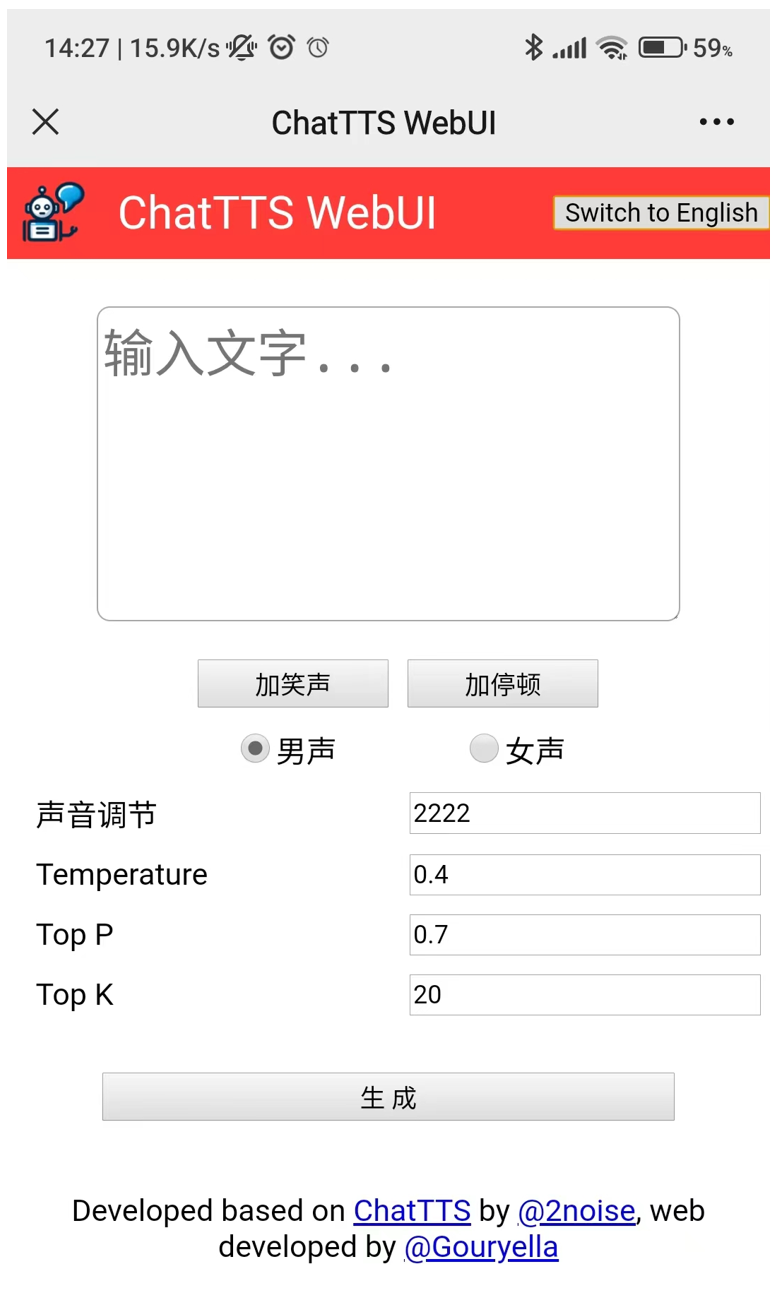 14:27 | 15.9K/s 59%
ChatTTS WebUI
ChatTTS WebUI Switch to English
输入文字...
加笑声 加停顿
男声 女声
声音调节 2222
Temperature 0.4
Top P 0.7
Top K 20
生 成
Developed based on ChatTTS by @2noise, web
developed by @Gouryella